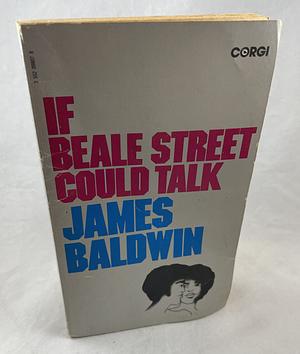 CORGI
IF
BEALE STREET
COULD TALK
JAMES
BALDWIN